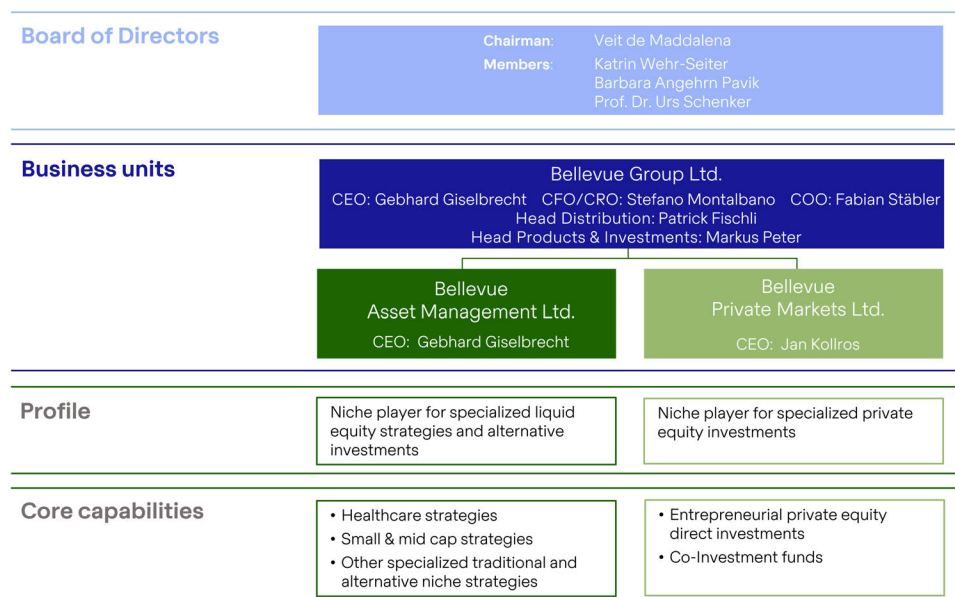 Board of Directors
Chairman: Veit de Maddalena
Members: Katrin Wehr-Seiter
Barbara Angehrn Pavik
Prof. Dr. Urs Schenker
Business units
Bellevue Group Ltd.
CEO: Gebhard Giselbrecht CFO/CRO: Stefano Montalbano COO: Fabian Stäbler
Head Distribution: Patrick Fischli
Head Products & Investments: Markus Peter
Bellevue
Asset Management Ltd.
CEO: Gebhard Giselbrecht
Bellevue
Private Markets Ltd.
CEO: Jan Kollros
Profile
Niche player for specialized liquid
equity strategies and alternative
investments
Niche player for specialized private
equity investments
Core capabilities
• Healthcare strategies
• Small & mid cap strategies
• Other specialized traditional and
alternative niche strategies
• Entrepreneurial private equity
direct investments
• Co-Investment funds